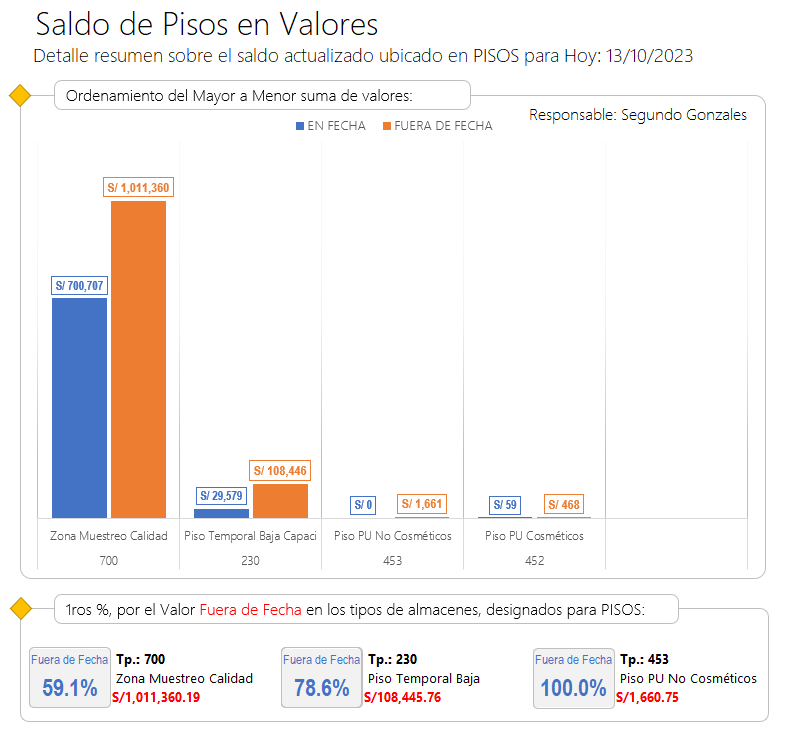 Saldo de Pisos en Valores
Detalle resumen sobre el saldo actualizado ubicado en PISOS para Hoy: 13/10/2023
Ordenamiento del Mayor a Menor suma de valores:
Responsable: Segundo Gonzales
EN FECHA FUERA DE FECHA
S/ 1,011,360
S/ 700,707
S/ 108,446
S/ 29,579
S/ 0
S/ 1,661
S/ 59
S/ 468
Zona Muestreo Calidad Piso Temporal Baja Capaci Piso PU No Cosméticos Piso PU Cosméticos
700 230 453 452
1ros %, por el Valor Fuera de Fecha en los tipos de almacenes, designados para PISOS:
Fuera de Fecha
59.1%
Tp.: 700
Zona Muestreo Calidad
S/1,011,360.19
Fuera de Fecha
78.6%
Tp.: 230
Piso Temporal Baja
S/108,445.76
Fuera de Fecha
100.0%
Tp.: 453
Piso PU No Cosméticos
S/1,660.75